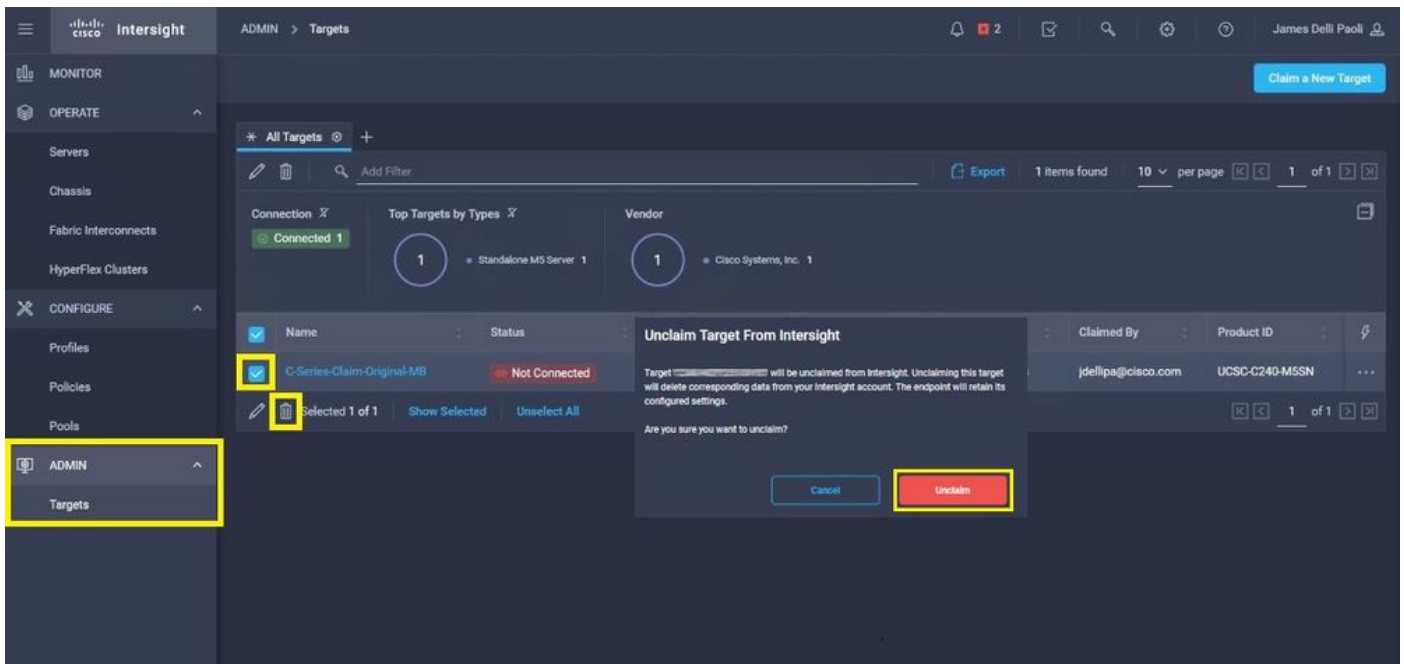 cisco Intersight
ADMIN > Targets
2
James Delli Paoli
MONITOR
Claim a New Target
OPERATE
All Targets
Servers
Add Filter
Export
1 items found
10 per page
1 of 1
Chassis
Connection
Top Targets by Types
Vendor
Connected 1
1
Standalone M5 Server 1
1
Cisco Systems, Inc. 1
Fabric Interconnects
HyperFlex Clusters
CONFIGURE
Name
Status
Claimed By
Product ID
C-Series-Claim-Original-MB
Not Connected
jdellipa@cisco.com
UCSC-C240-M5SN
Selected 1 of 1
Show Selected
Unselect All
1 of 1
Unclaim Target From Intersight
Target will be unclaimed from Intersight. Unclaiming this target
will delete corresponding data from your Intersight account. The endpoint will retain its
configured settings.
Are you sure you want to unclaim?
Cancel
Unclaim
Profiles
Policies
Pools
ADMIN
Targets